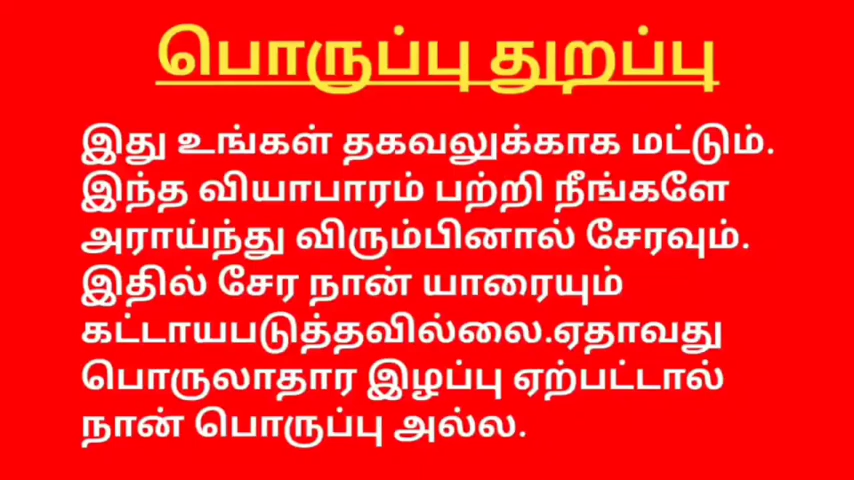 பொருப்பு துறப்பு
இது உங்கள் தகவலுக்காக மட்டும்.
இந்த வியாபாரம் பற்றி நீங்களே
அராய்ந்து விரும்பினால் சேரவும்.
இதில் சேர நான் யாரையும்
கட்டாயபடுத்தவில்லை.ஏதாவது
பொருலாதார இழப்பு ஏற்பட்டால்
நான் பொருப்பு அல்ல.